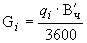 Gᵢ = qᵢ · B′ч / 3600